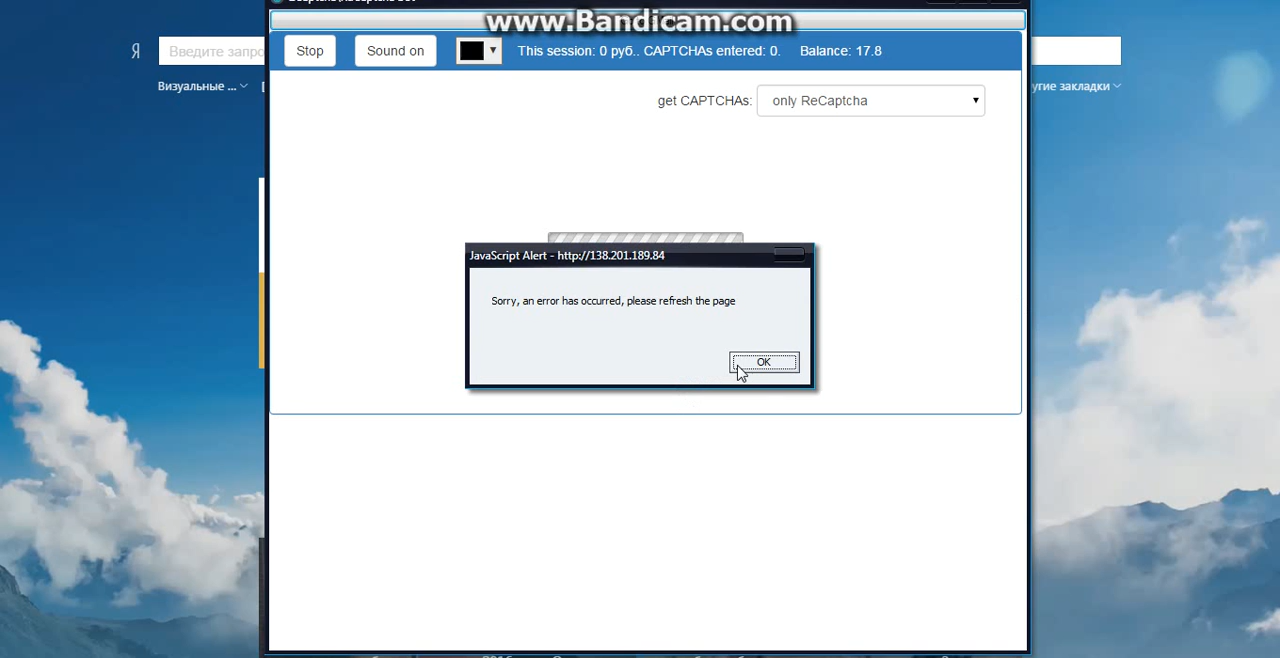 www.Bandicam.com
Я Введите запро
Stop Sound on This session: 0 руб.. CAPTCHAs entered: 0. Balance: 17.8
Визуальные ...
угие закладки
get CAPTCHAs: only ReCaptcha
JavaScript Alert - http://138.201.189.84
Sorry, an error has occurred, please refresh the page
OK